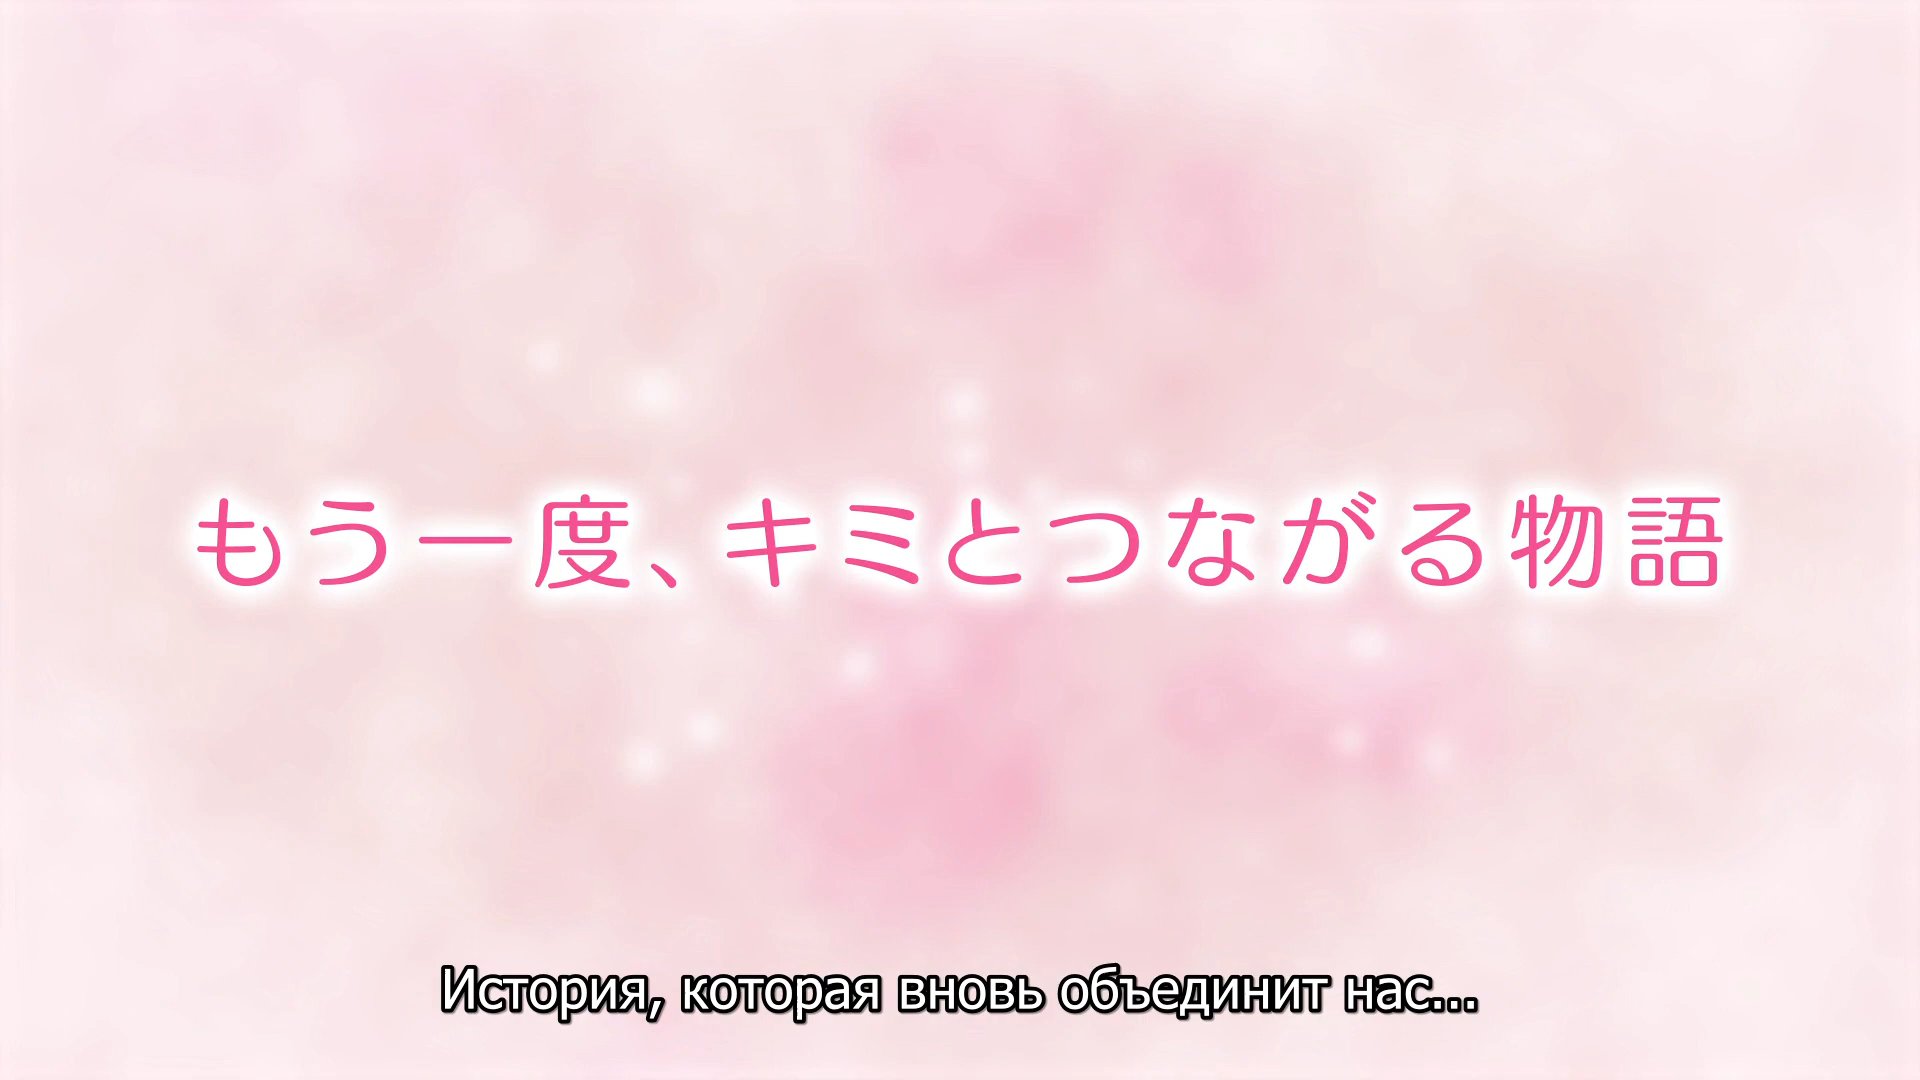 もう一度、キミとつながる物語
История, которая вновь объединит нас...